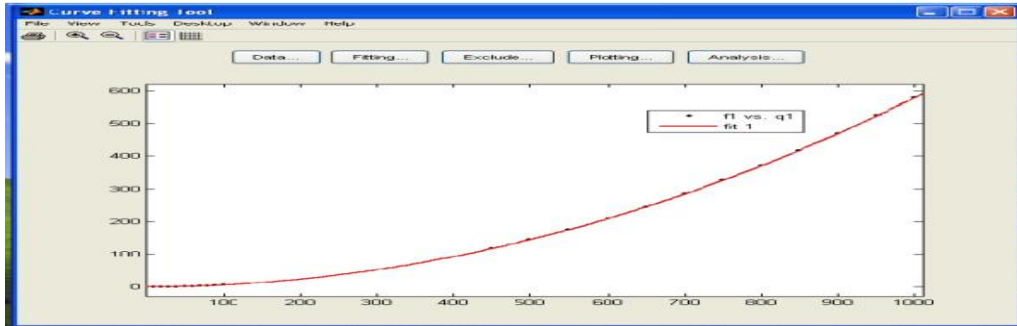 Curve Fitting Tool
File View Tools Desktop Window Help
Data... Fitting... Exclude... Plotting... Analysis...
600
f1 vs. q1
fit 1
500
400
300
200
100
0
100 200 300 400 500 600 700 800 900 1000